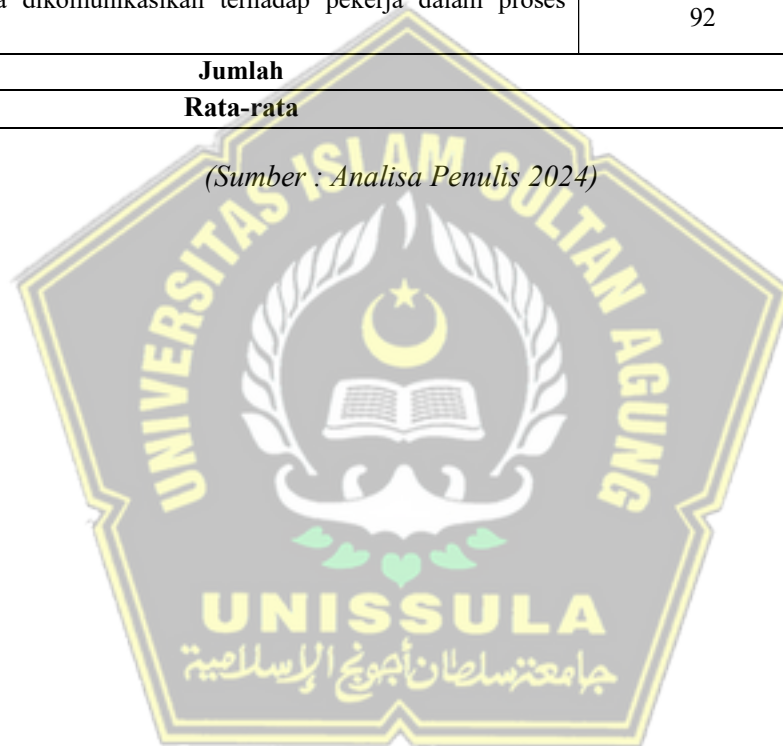 a dikomunikasikan terhadap pekerja dalam proses
92
Jumlah
Rata-rata
(Sumber : Analisa Penulis 2024)
UNIVERSITAS ISLAM SULTAN AGUNG
UNISSULA
جامعتنسلطان أجونج الإسلامية